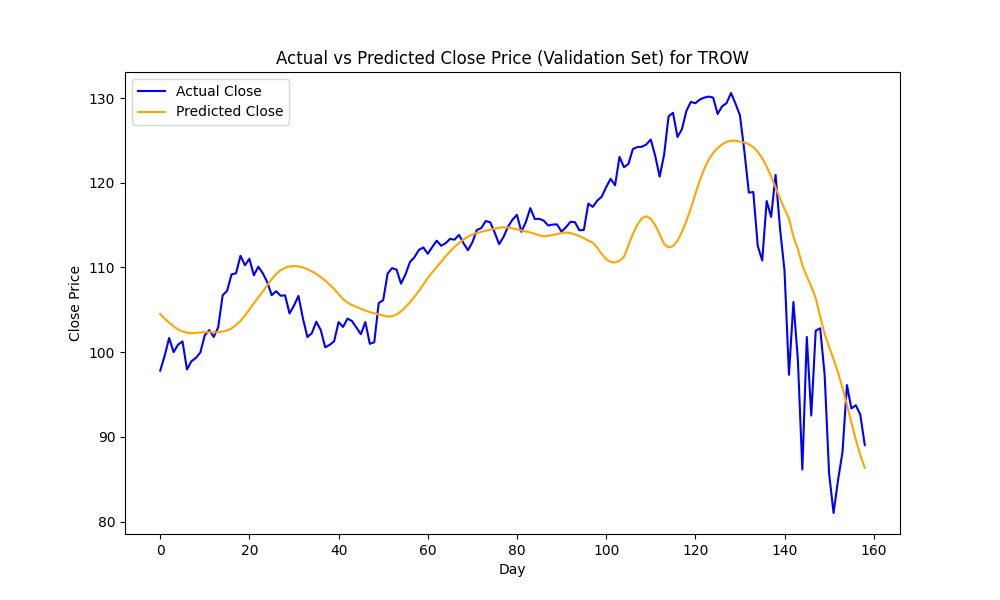 Actual vs Predicted Close Price (Validation Set) for TROW
Actual Close
Predicted Close
130
120
110
100
90
80
Close Price
0 20 40 60 80 100 120 140 160
Day